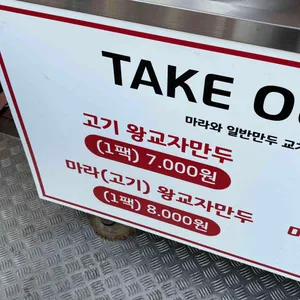 TAKE
마라와 일반만두
고기 왕교자만두
(1팩) 7.000원
마라(고기) 왕교자만두
(1팩) 8.000원